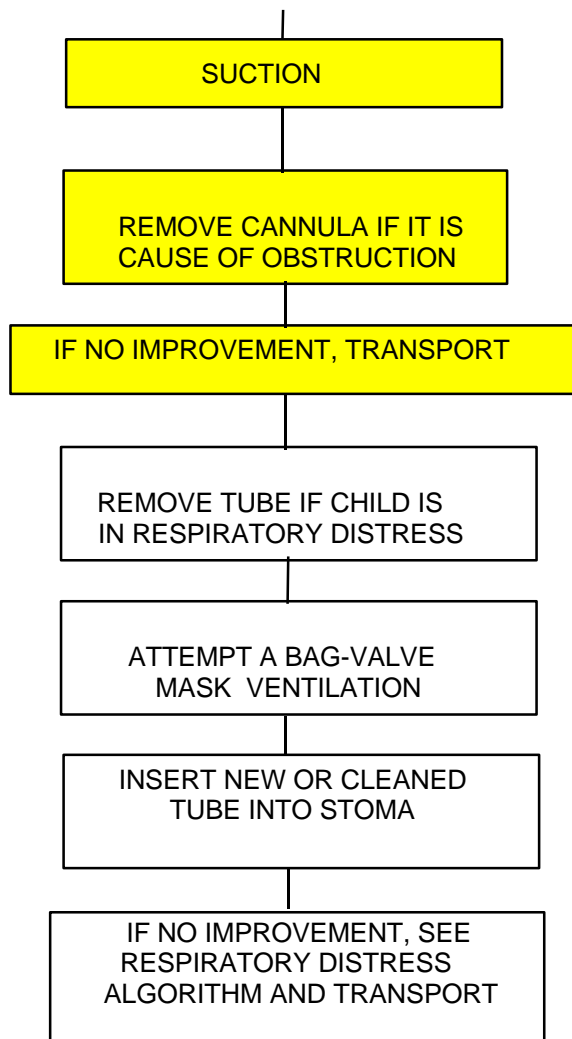 SUCTION
REMOVE CANNULA IF IT IS
CAUSE OF OBSTRUCTION
IF NO IMPROVEMENT, TRANSPORT
REMOVE TUBE IF CHILD IS
IN RESPIRATORY DISTRESS
ATTEMPT A BAG-VALVE
MASK VENTILATION
INSERT NEW OR CLEANED
TUBE INTO STOMA
IF NO IMPROVEMENT, SEE
RESPIRATORY DISTRESS
ALGORITHM AND TRANSPORT